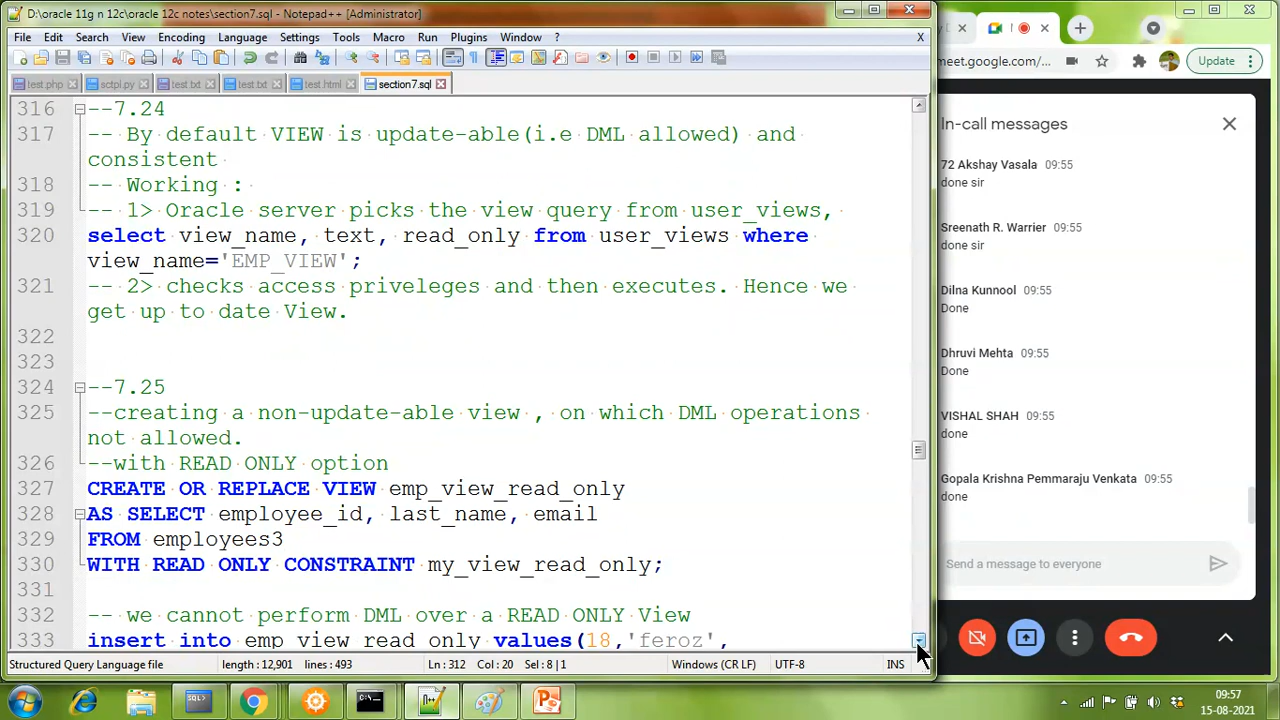 D:\oracle 11g n 12c\oracle 12c notes\section7.sql - Notepad++ [Administrator]
File Edit Search View Encoding Language Settings Tools Macro Run Plugins Window ? X
test.php sctpl.py test.txt test.txt test.html section7.sql
316 --7.24
317 -- By default VIEW is update-able(i.e DML allowed) and
consistent
318 -- Working :
319 -- 1> Oracle server picks the view query from user_views,
320 select view_name, text, read_only from user_views where
view_name='EMP_VIEW';
321 -- 2> checks access priveleges and then executes. Hence we
get up to date View.
322
323
324 --7.25
325 --creating a non-update-able view , on which DML operations
not allowed.
326 --with READ ONLY option
327 CREATE OR REPLACE VIEW emp_view_read_only
328 AS SELECT employee_id, last_name, email
329 FROM employees3
330 WITH READ ONLY CONSTRAINT my_view_read_only;
331
332 -- we cannot perform DML over a READ ONLY View
333 insert into emp_view_read_only values(18,'feroz',
Structured Query Language file length : 12,901 lines : 493 Ln : 312 Col : 20 Sel : 8 | 1 Windows (CR LF) UTF-8 INS
meet.google.com/ Update
In-call messages
72 Akshay Vasala 09:55
done sir
Sreenath R. Warrier 09:55
done sir
Dilna Kunnool 09:55
Done
Dhruvi Mehta 09:55
Done
VISHAL SHAH 09:55
done
Gopala Krishna Pemmaraju Venkata 09:55
done
Send a message to everyone
09:57
15-08-2021